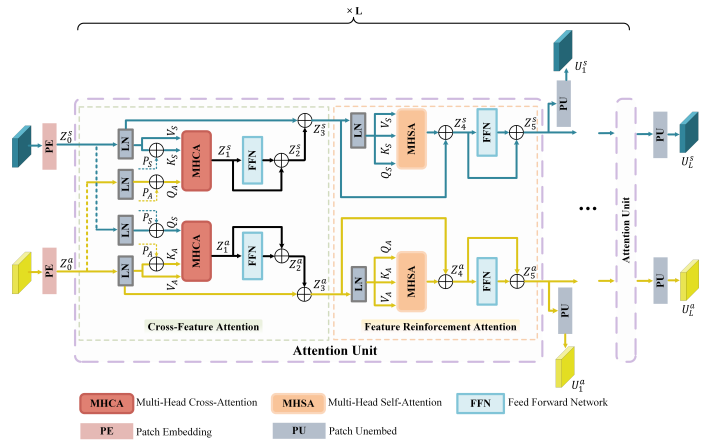 × L
U_1^s
PU
Z_0^s
PE
LN
V_S
K_S
P_S
MHCA
Z_1^s
FFN
Z_2^s
Z_3^s
LN
V_S
K_S
Q_S
MHSA
Z_4^s
FFN
Z_5^s
PU
U_L^s
LN
P_A
Q_A
LN
P_S
Q_S
P_A
K_A
V_A
MHCA
Z_1^a
FFN
Z_2^a
Z_3^a
Z_0^a
PE
LN
LN
Q_A
K_A
V_A
MHSA
Z_4^a
FFN
Z_5^a
PU
U_1^a
...
Attention Unit
PU
U_L^a
Cross-Feature Attention
Feature Reinforcement Attention
Attention Unit
MHCA Multi-Head Cross-Attention
MHSA Multi-Head Self-Attention
FFN Feed Forward Network
PE Patch Embedding
PU Patch Unembed